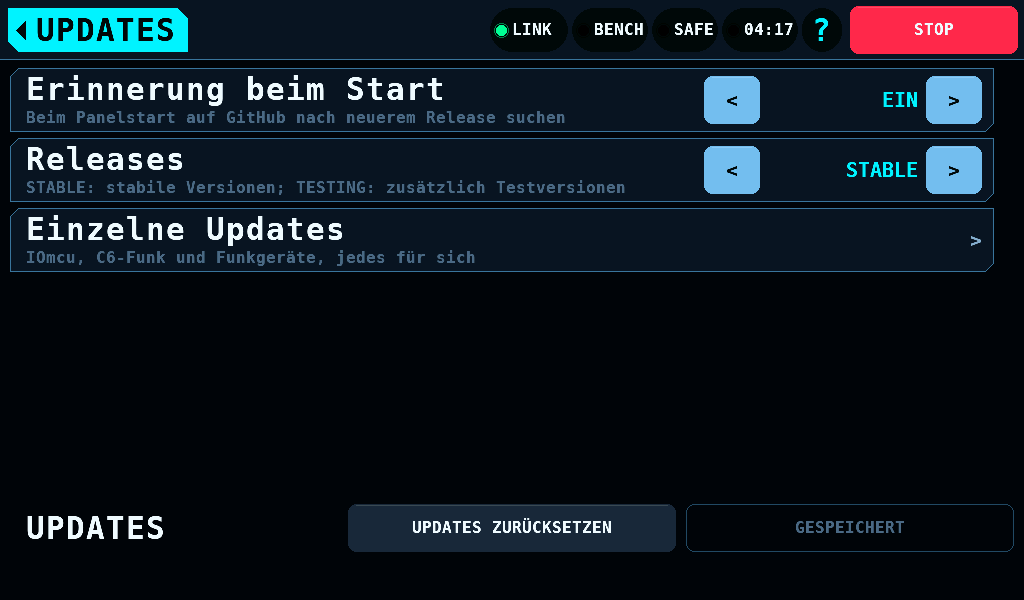 UPDATES
LINK BENCH SAFE 04:17 ? STOP
Erinnerung beim Start
Beim Panelstart auf GitHub nach neuerem Release suchen
< EIN >
Releases
STABLE: stabile Versionen; TESTING: zusätzlich Testversionen
< STABLE >
Einzelne Updates
IOmcu, C6-Funk und Funkgeräte, jedes für sich
>
UPDATES
UPDATES ZURÜCKSETZEN
GESPEICHERT